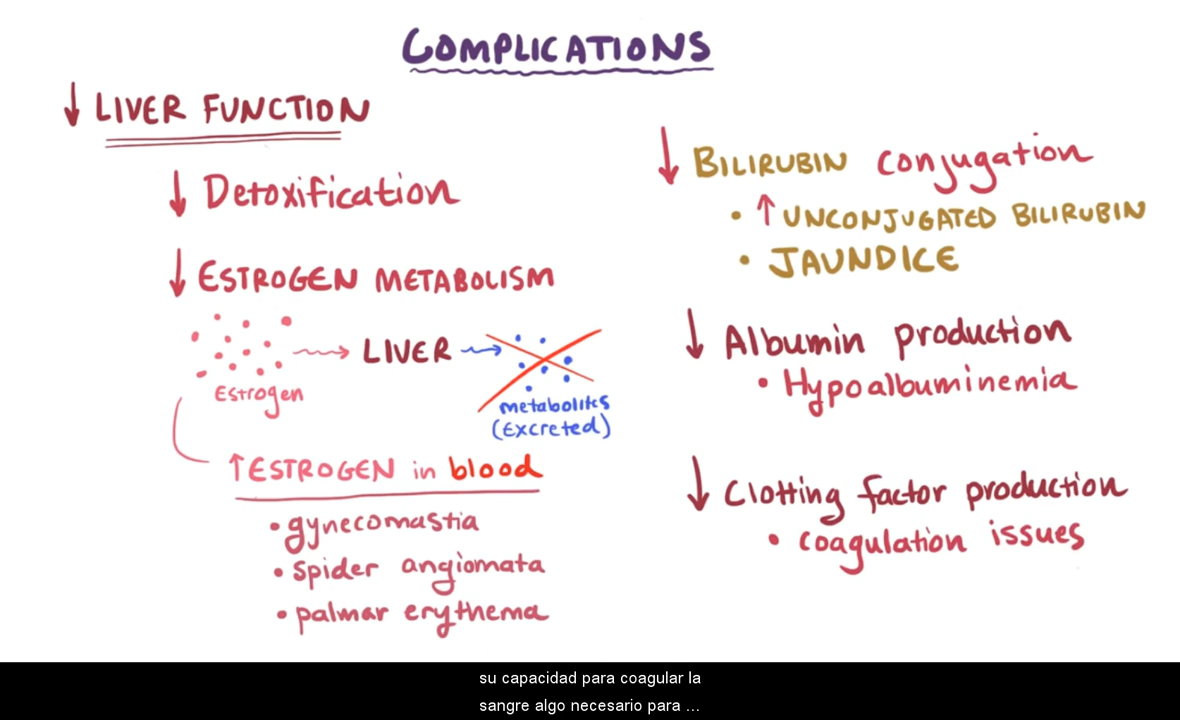 COMPLICATIONS
↓ LIVER FUNCTION
↓ Detoxification
↓ ESTROGEN METABOLISM
Estrogen → LIVER → metabolites
(Excreted)
↑ ESTROGEN in blood
• gynecomastia
• spider angiomata
• palmar erythema
↓ BILIRUBIN conjugation
• ↑ UNCONJUGATED BILIRUBIN
• JAUNDICE
↓ Albumin production
• Hypoalbuminemia
↓ Clotting factor production
• coagulation issues
su capacidad para coagular la
sangre algo necesario para ...